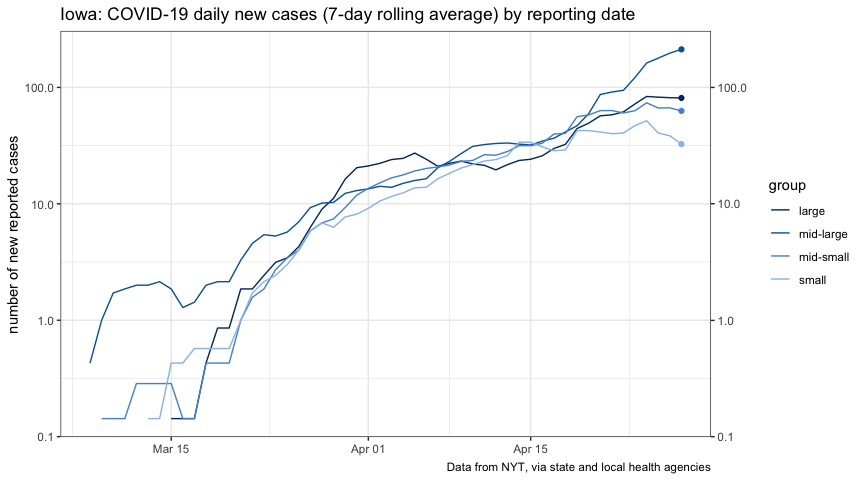 Iowa: COVID-19 daily new cases (7-day rolling average) by reporting date
number of new reported cases
100.0
10.0
1.0
0.1
100.0
10.0
1.0
0.1
Mar 15
Apr 01
Apr 15
group
large
mid-large
mid-small
small
Data from NYT, via state and local health agencies